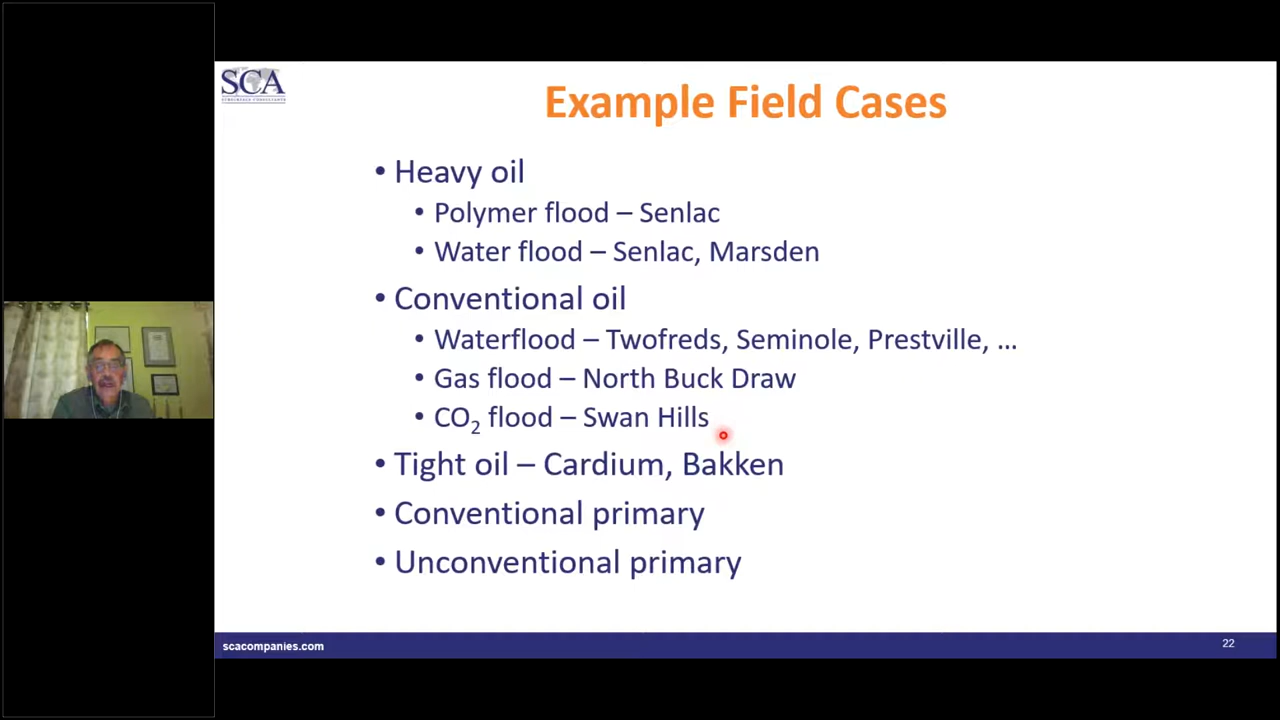 SCA
Example Field Cases
• Heavy oil
• Polymer flood – Senlac
• Water flood – Senlac, Marsden
• Conventional oil
• Waterflood – Twofreds, Seminole, Prestville, ...
• Gas flood – North Buck Draw
• CO₂ flood – Swan Hills
• Tight oil – Cardium, Bakken
• Conventional primary
• Unconventional primary
scacompanies.com
22